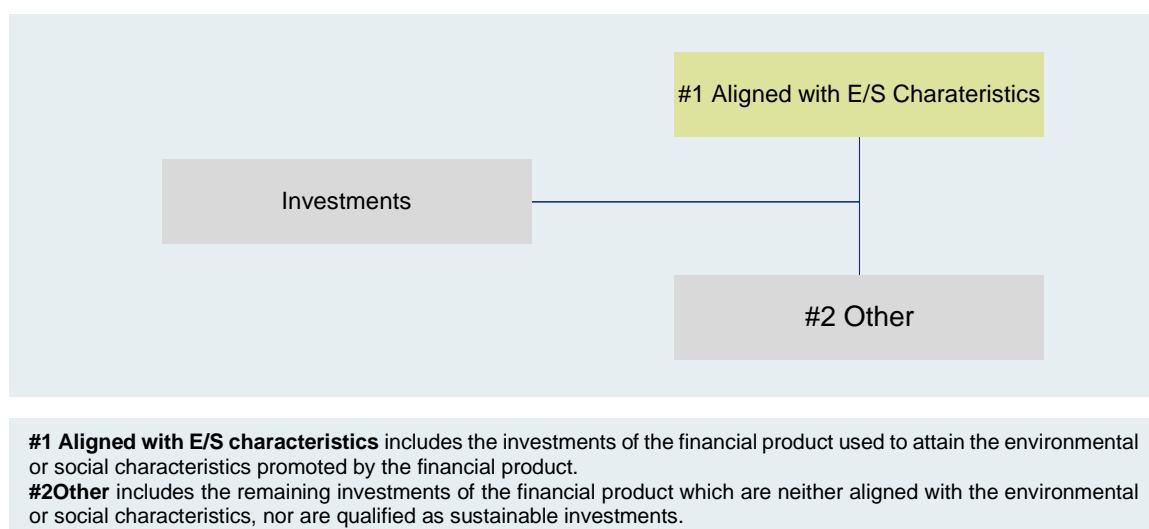 #1 Aligned with E/S Charateristics
Investments
#2 Other
#1 Aligned with E/S characteristics includes the investments of the financial product used to attain the environmental
or social characteristics promoted by the financial product.
#2Other includes the remaining investments of the financial product which are neither aligned with the environmental
or social characteristics, nor are qualified as sustainable investments.